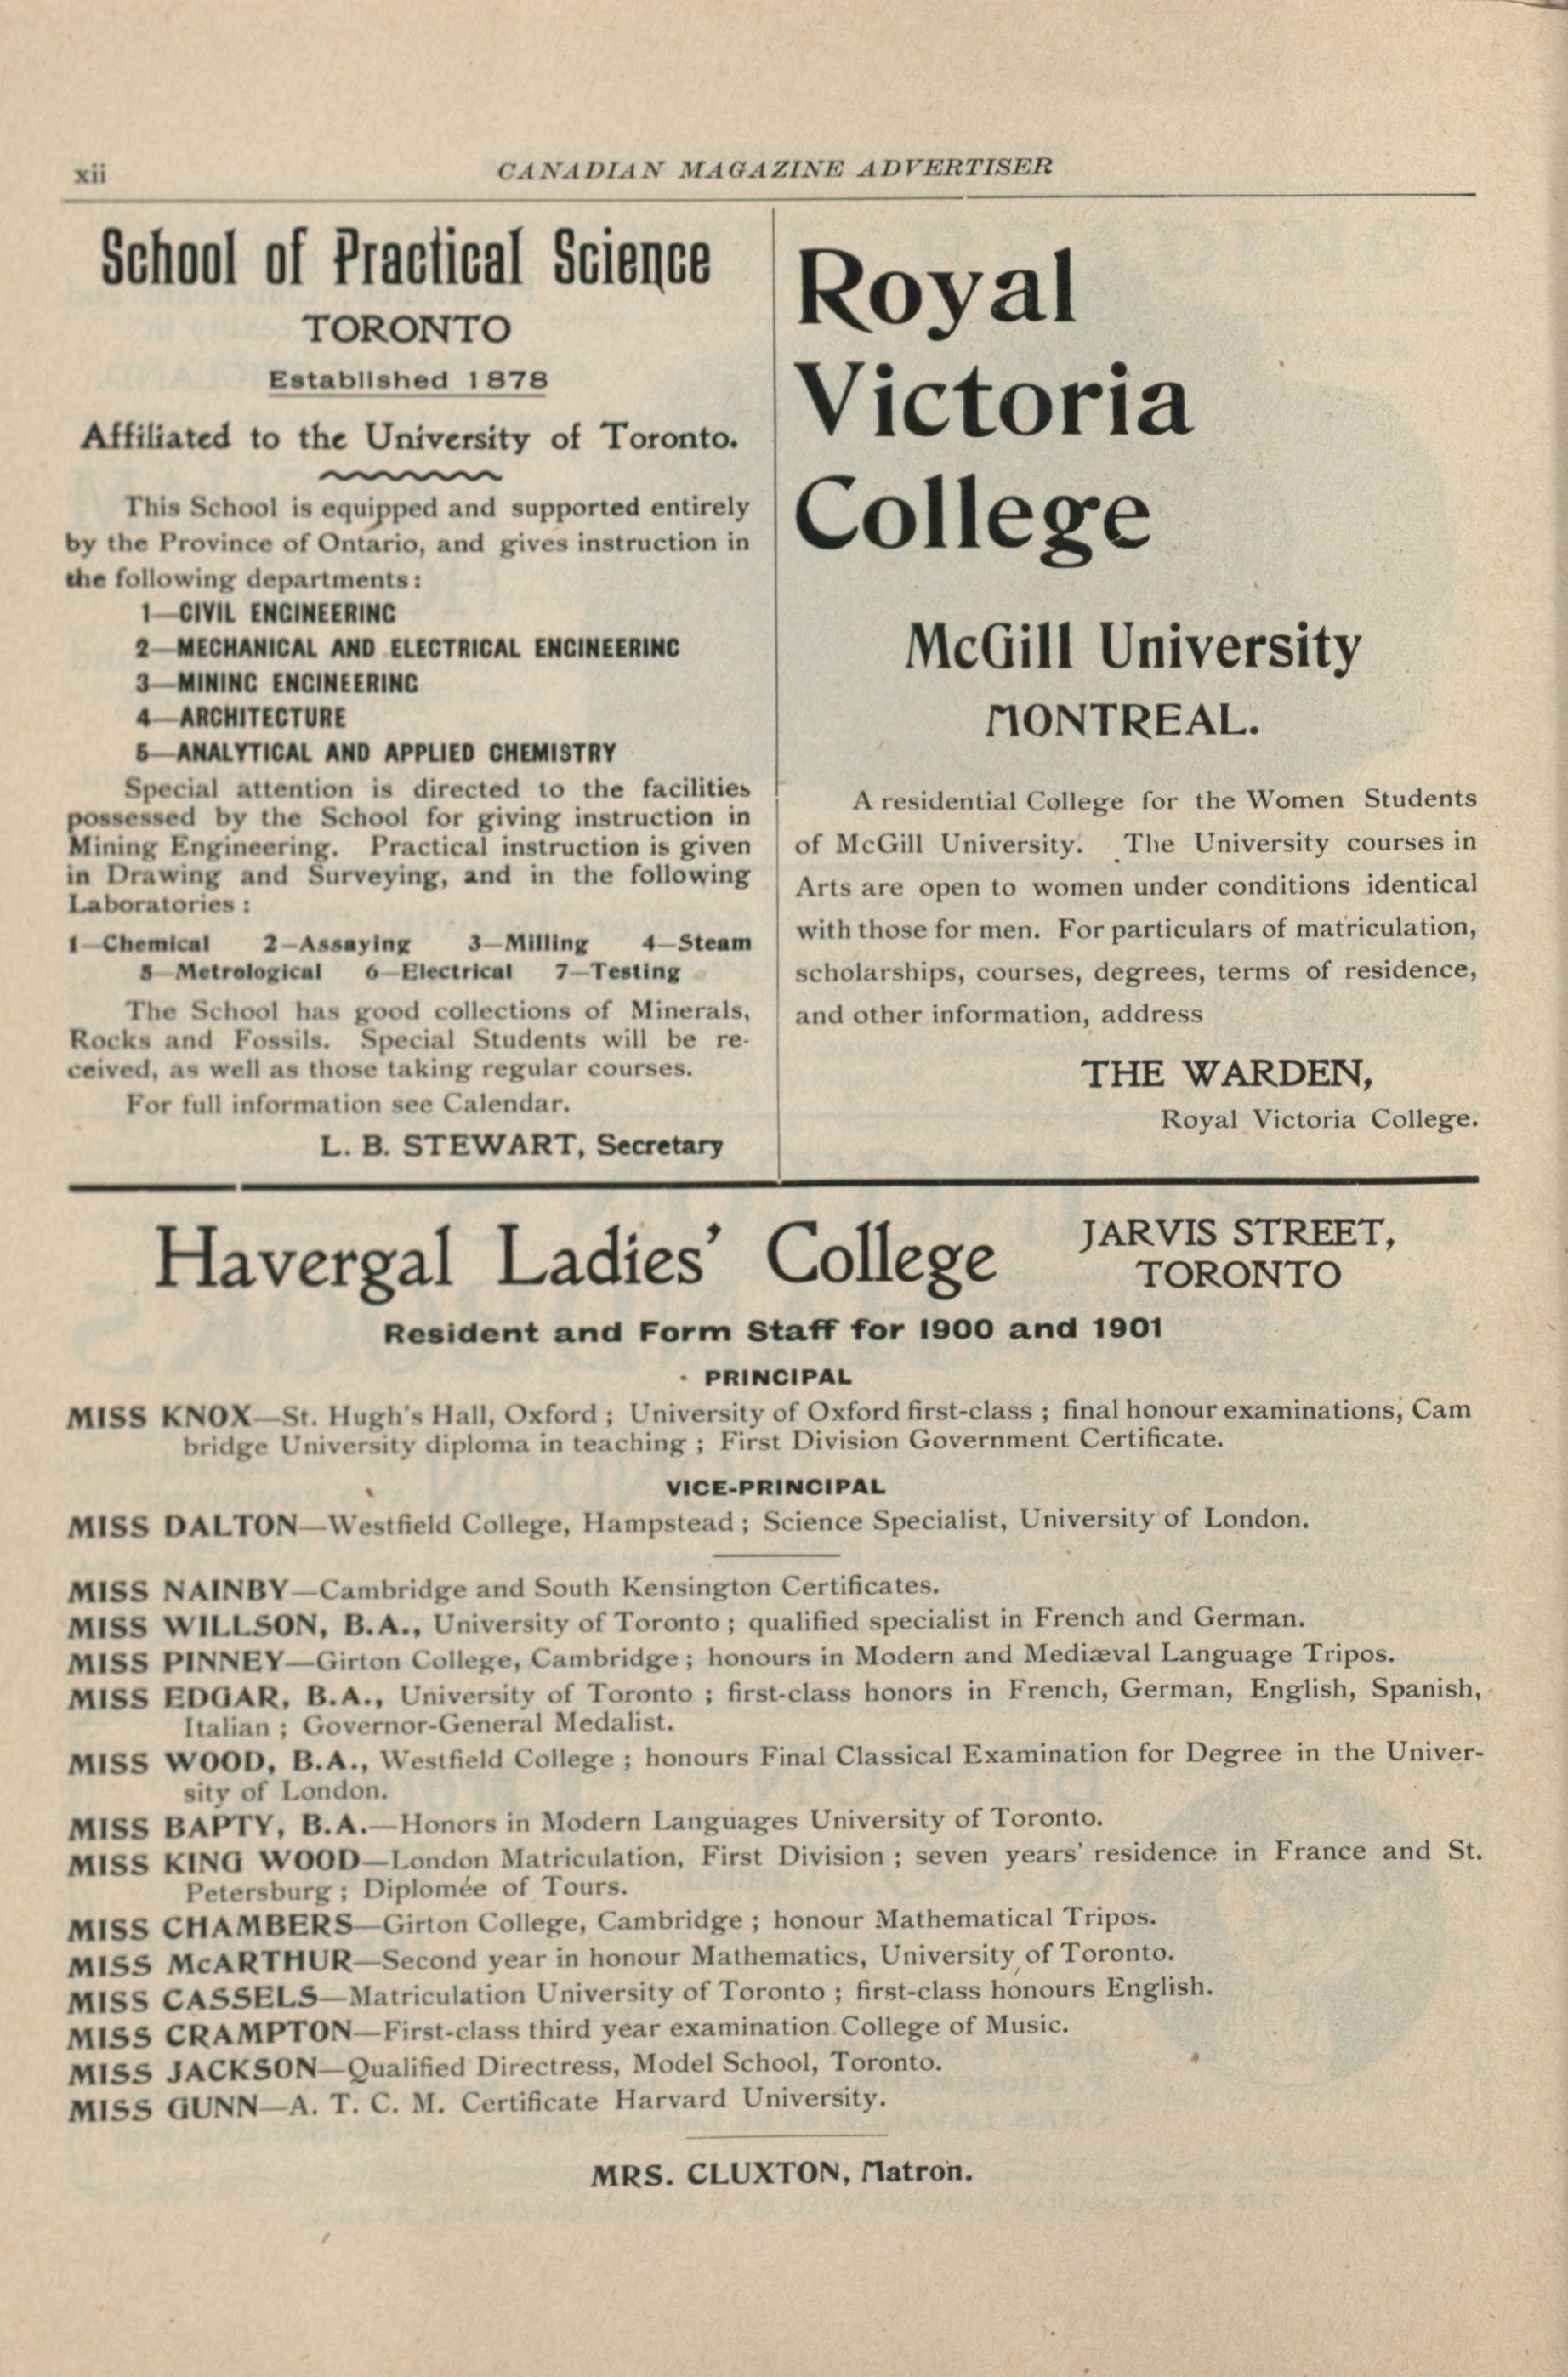 xii
CANADIAN MAGAZINE ADVERTISER
School of Practical Science
TORONTO
Established 1878
Affiliated to the University of Toronto.
This School is equipped and supported entirely
by the Province of Ontario, and gives instruction in
the following departments:
1—CIVIL ENGINEERING
2—MECHANICAL AND ELECTRICAL ENGINEERING
3—MINING ENGINEERING
4—ARCHITECTURE
5—ANALYTICAL AND APPLIED CHEMISTRY
Special attention is directed to the facilities
possessed by the School for giving instruction in
Mining Engineering. Practical instruction is given
in Drawing and Surveying, and in the following
Laboratories:
1—Chemical 2—Assaying 3—Milling 4—Steam
5—Metrological 6—Electrical 7—Testing
The School has good collections of Minerals,
Rocks and Fossils. Special Students will be re-
ceived, as well as those taking regular courses.
For full information see Calendar.
L. B. STEWART, Secretary
Royal
Victoria
College
McGill University
MONTREAL.
A residential College for the Women Students
of McGill University. The University courses in
Arts are open to women under conditions identical
with those for men. For particulars of matriculation,
scholarships, courses, degrees, terms of residence,
and other information, address
THE WARDEN,
Royal Victoria College.
Havergal Ladies' College
JARVIS STREET,
TORONTO
Resident and Form Staff for 1900 and 1901
PRINCIPAL
MISS KNOX—St. Hugh's Hall, Oxford; University of Oxford first-class; final honour examinations, Cam
bridge University diploma in teaching; First Division Government Certificate.
VICE-PRINCIPAL
MISS DALTON—Westfield College, Hampstead; Science Specialist, University of London.
MISS NAINBY—Cambridge and South Kensington Certificates.
MISS WILLSON, B.A., University of Toronto; qualified specialist in French and German.
MISS PINNEY—Girton College, Cambridge; honours in Modern and Mediæval Language Tripos.
MISS EDGAR, B.A., University of Toronto; first-class honors in French, German, English, Spanish,
Italian; Governor-General Medalist.
MISS WOOD, B.A., Westfield College; honours Final Classical Examination for Degree in the Univer-
sity of London.
MISS BAPTY, B.A.—Honors in Modern Languages University of Toronto.
MISS KING WOOD—London Matriculation, First Division; seven years' residence in France and St.
Petersburg; Diplomée of Tours.
MISS CHAMBERS—Girton College, Cambridge; honour Mathematical Tripos.
MISS McARTHUR—Second year in honour Mathematics, University of Toronto.
MISS CASSELS—Matriculation University of Toronto; first-class honours English.
MISS CRAMPTON—First-class third year examination College of Music.
MISS JACKSON—Qualified Directress, Model School, Toronto.
MISS GUNN—A. T. C. M. Certificate Harvard University.
MRS. CLUXTON, Matron.